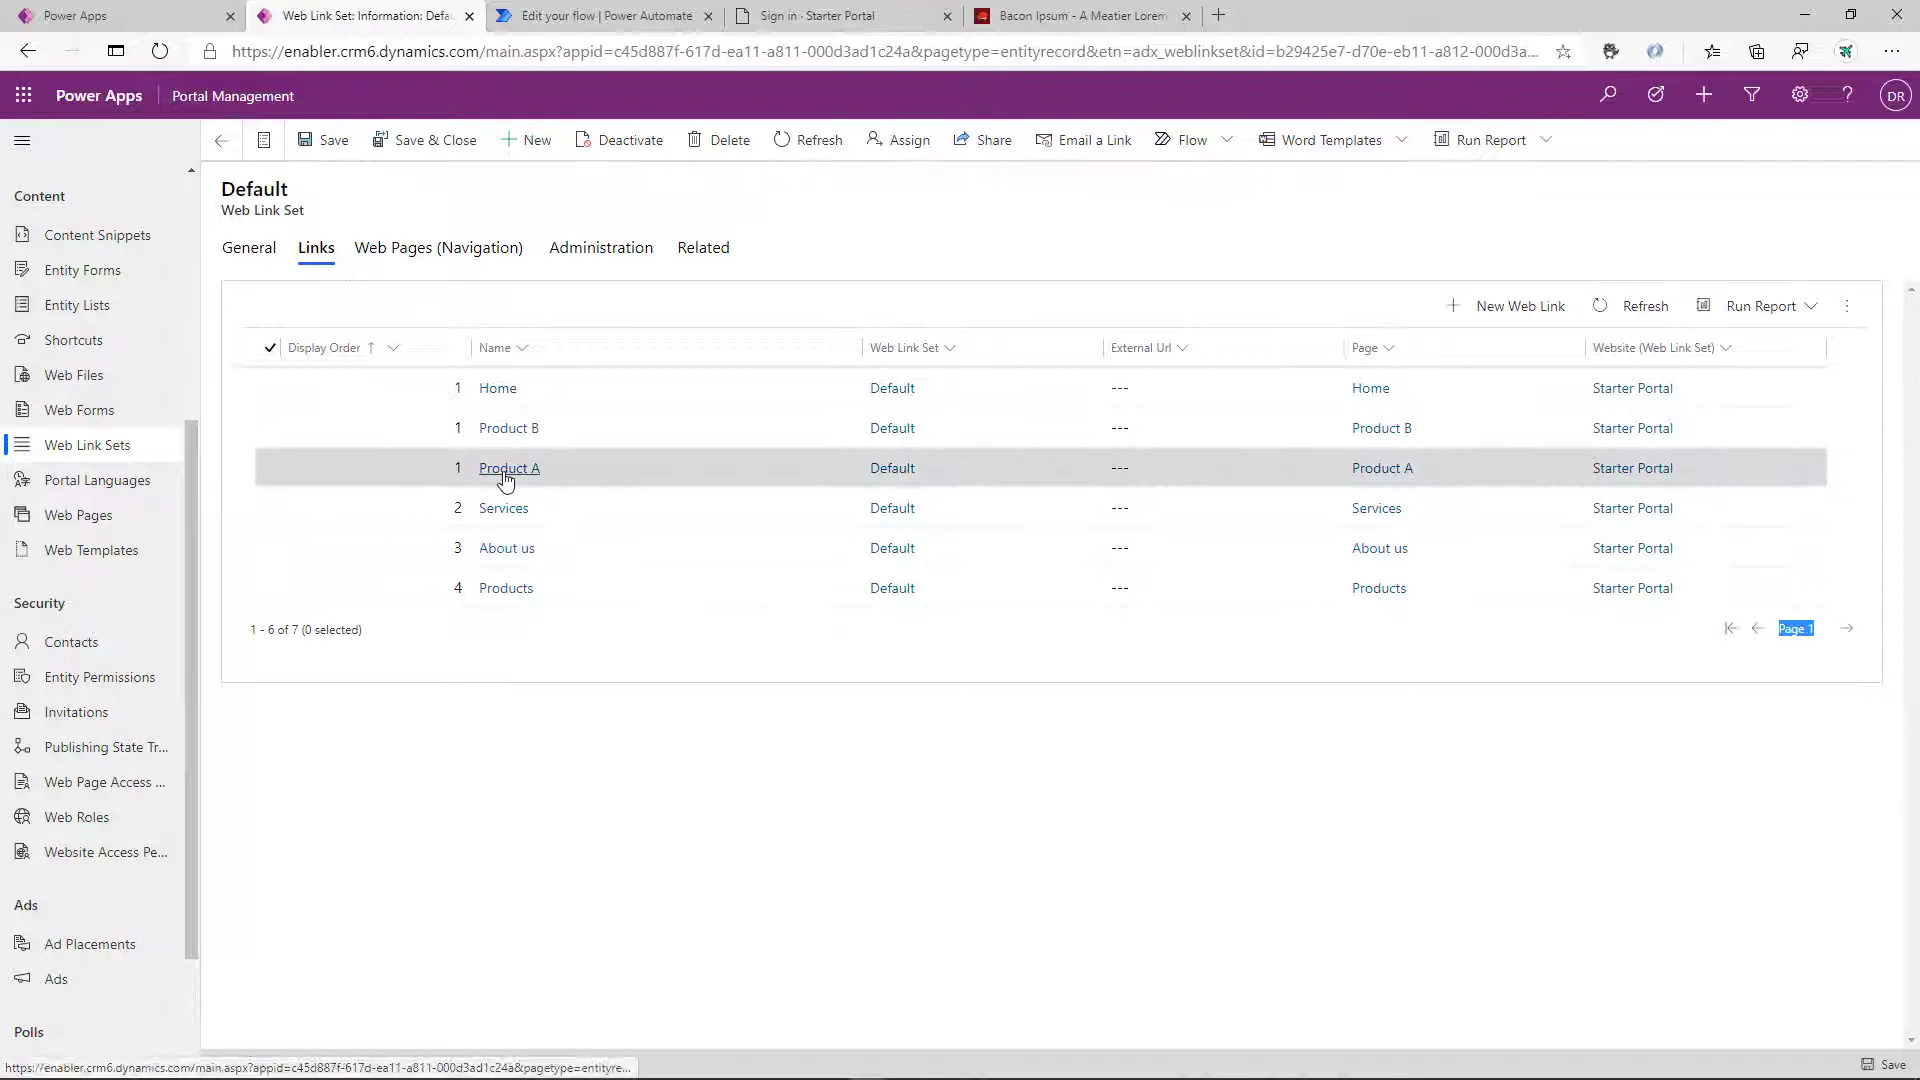 Power Apps
Web Link Set: Information: Defau
Edit your flow | Power Automate
Sign in · Starter Portal
Bacon Ipsum - A Meatier Lorem
https://enabler.crm6.dynamics.com/main.aspx?appid=c45d887f-617d-ea11-a811-000d3ad1c24a&pagetype=entityrecord&etn=adx_weblinkset&id=b29425e7-d70e-eb11-a812-000d3a...
Power Apps
Portal Management
DR
Save
Save & Close
New
Deactivate
Delete
Refresh
Assign
Share
Email a Link
Flow
Word Templates
Run Report
Content
Content Snippets
Entity Forms
Entity Lists
Shortcuts
Web Files
Web Forms
Web Link Sets
Portal Languages
Web Pages
Web Templates
Security
Contacts
Entity Permissions
Invitations
Publishing State Tr...
Web Page Access ...
Web Roles
Website Access Pe...
Ads
Ad Placements
Ads
Polls
Default
Web Link Set
General Links Web Pages (Navigation) Administration Related
New Web Link Refresh Run Report
Display Order Name Web Link Set External Url Page Website (Web Link Set)
1 Home Default --- Home Starter Portal
1 Product B Default --- Product B Starter Portal
1 Product A Default --- Product A Starter Portal
2 Services Default --- Services Starter Portal
3 About us Default --- About us Starter Portal
4 Products Default --- Products Starter Portal
1 - 6 of 7 (0 selected)
Page 1
https://enabler.crm6.dynamics.com/main.aspx?appid=c45d887f-617d-ea11-a811-000d3ad1c24a&pagetype=entityre...
Save